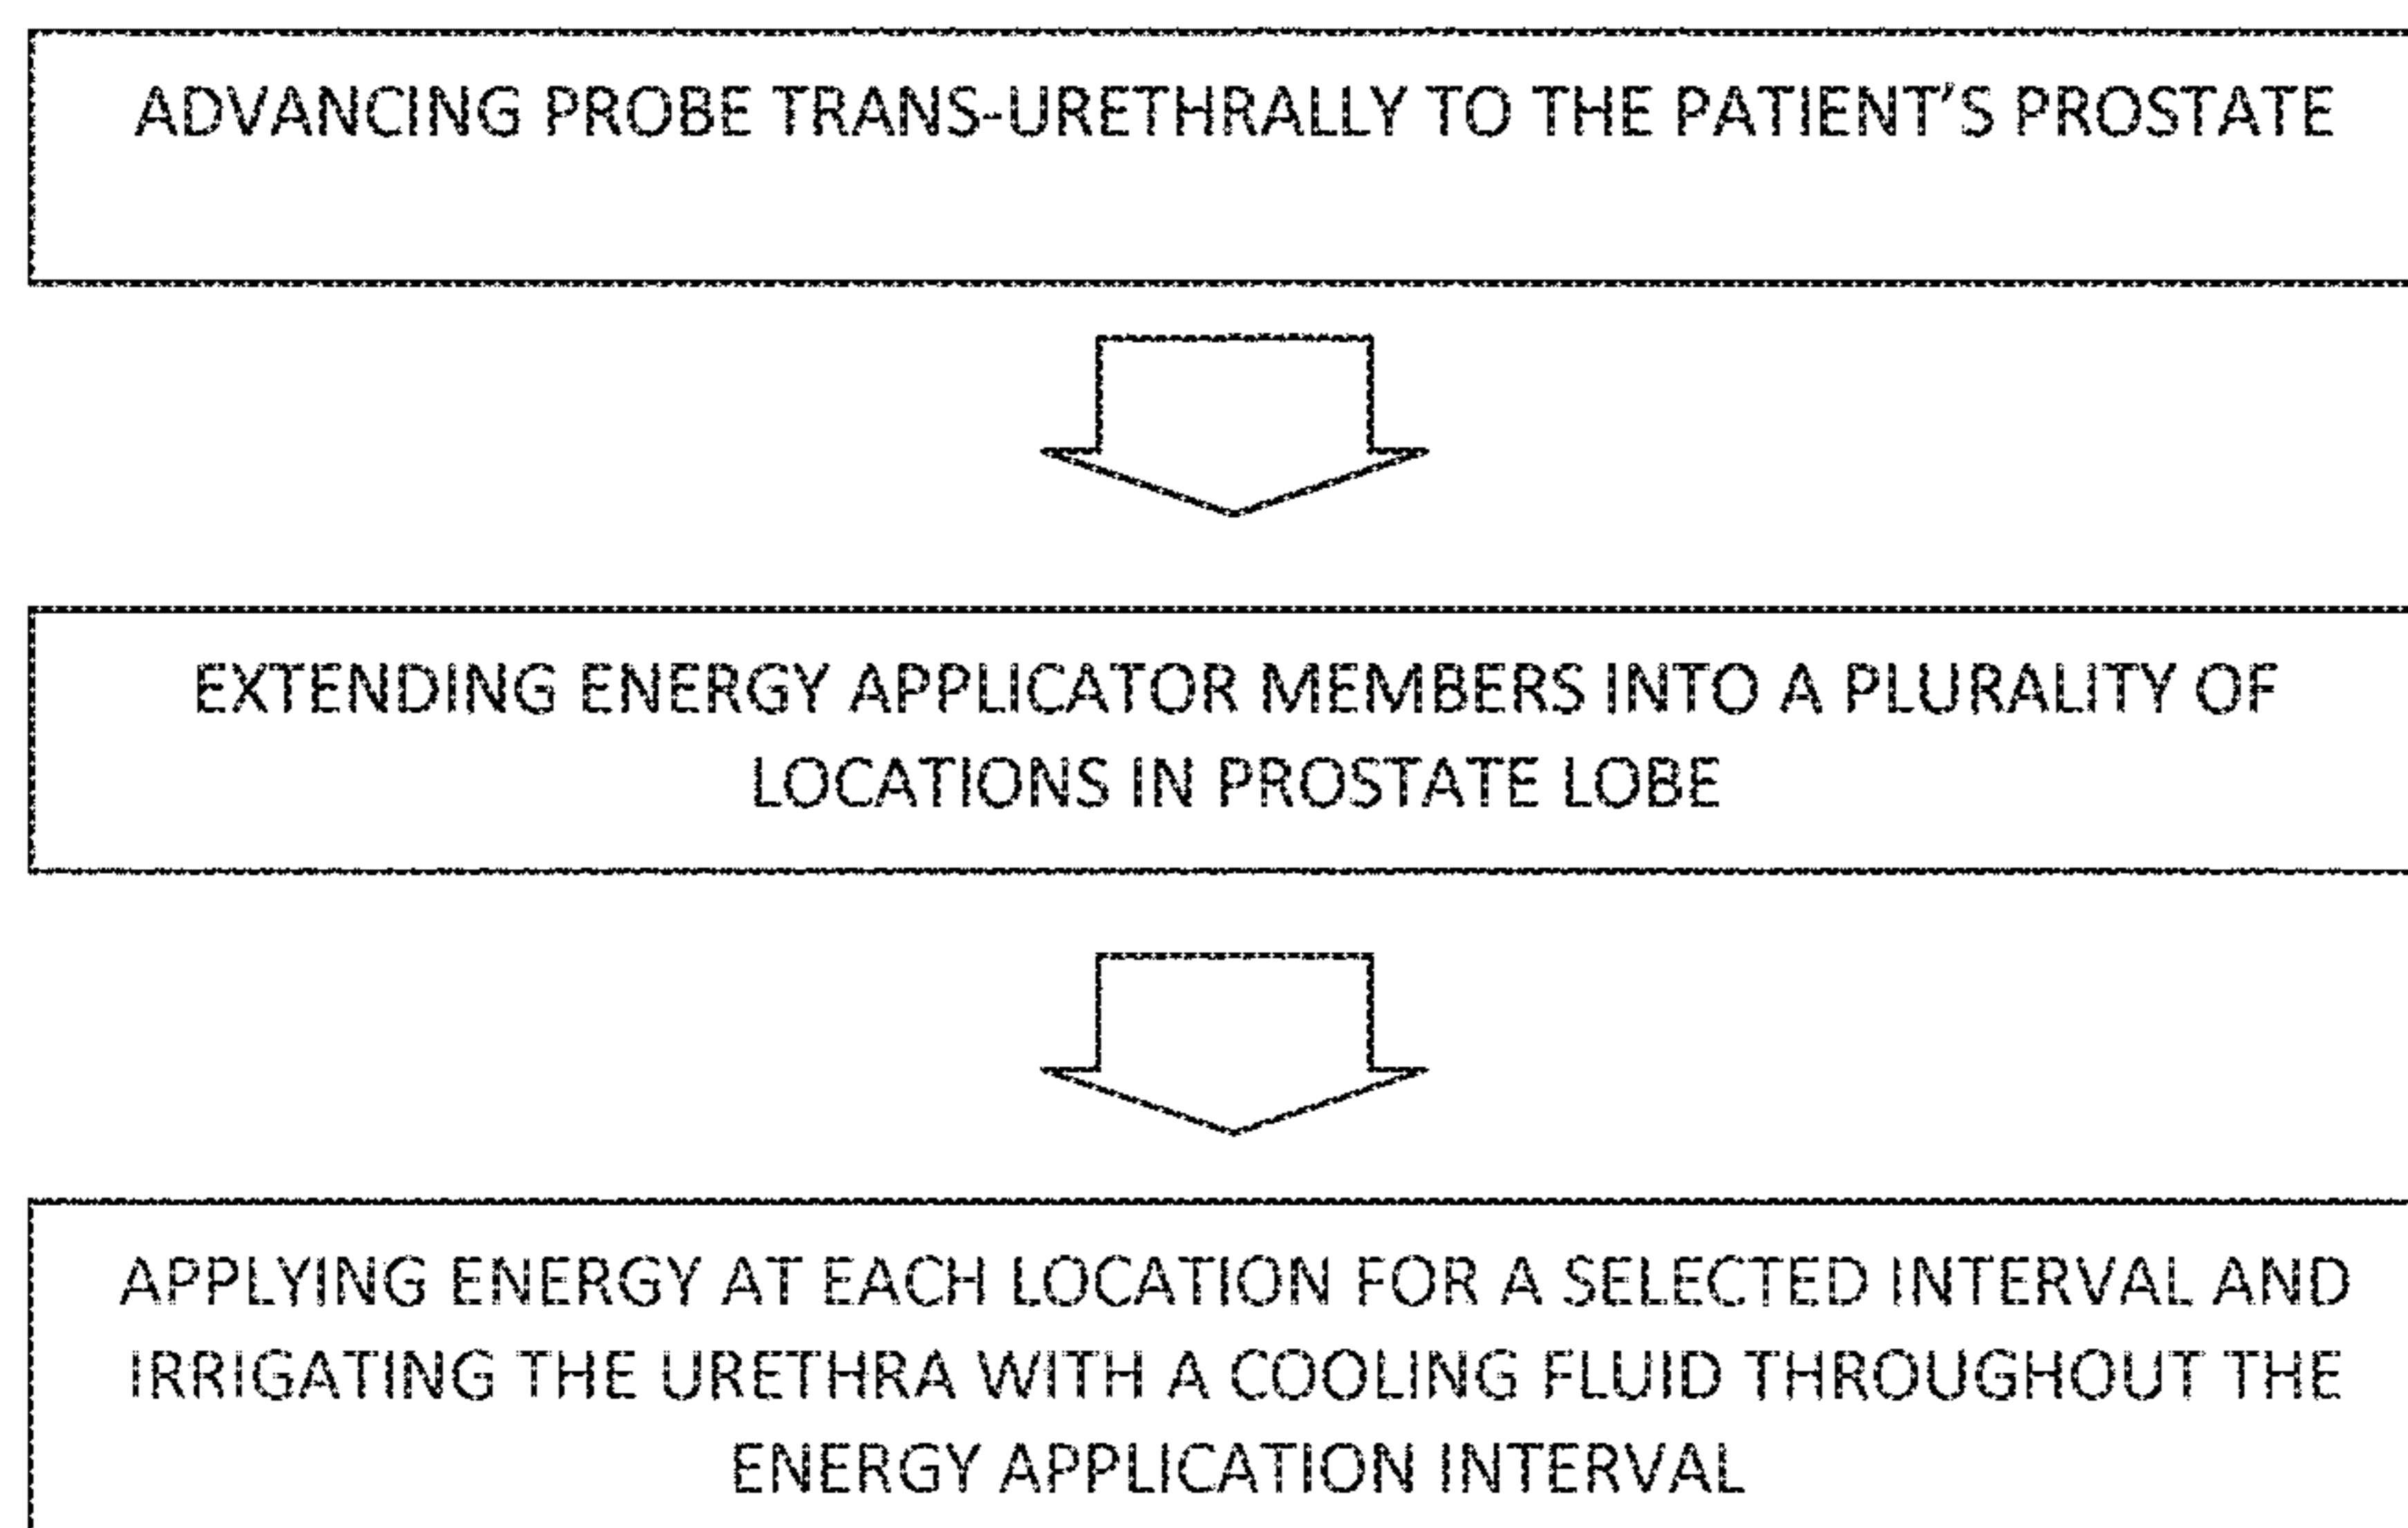 ADVANCING PROBE TRANS-URETHRALLY TO THE PATIENT'S PROSTATE
EXTENDING ENERGY APPLICATOR MEMBERS INTO A PLURALITY OF
LOCATIONS IN PROSTATE LOBE
APPLYING ENERGY AT EACH LOCATION FOR A SELECTED INTERVAL AND
IRRIGATING THE URETHRA WITH A COOLING FLUID THROUGHOUT THE
ENERGY APPLICATION INTERVAL